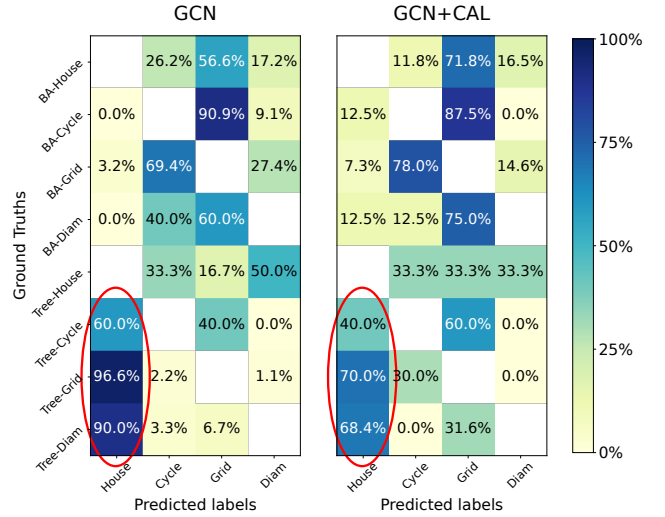 GCN
GCN+CAL
Ground Truths
BA-House
26.2% 56.6% 17.2%
11.8% 71.8% 16.5%
BA-Cycle
0.0% 90.9% 9.1%
12.5% 87.5% 0.0%
BA-Grid
3.2% 69.4% 27.4%
7.3% 78.0% 14.6%
BA-Diam
0.0% 40.0% 60.0%
12.5% 12.5% 75.0%
Tree-House
33.3% 16.7% 50.0%
33.3% 33.3% 33.3%
Tree-Cycle
60.0% 40.0% 0.0%
40.0% 60.0% 0.0%
Tree-Grid
96.6% 2.2% 1.1%
70.0% 30.0% 0.0%
Tree-Diam
90.0% 3.3% 6.7%
68.4% 0.0% 31.6%
House Cycle Grid Diam
House Cycle Grid Diam
Predicted labels
Predicted labels
100%
75%
50%
25%
0%